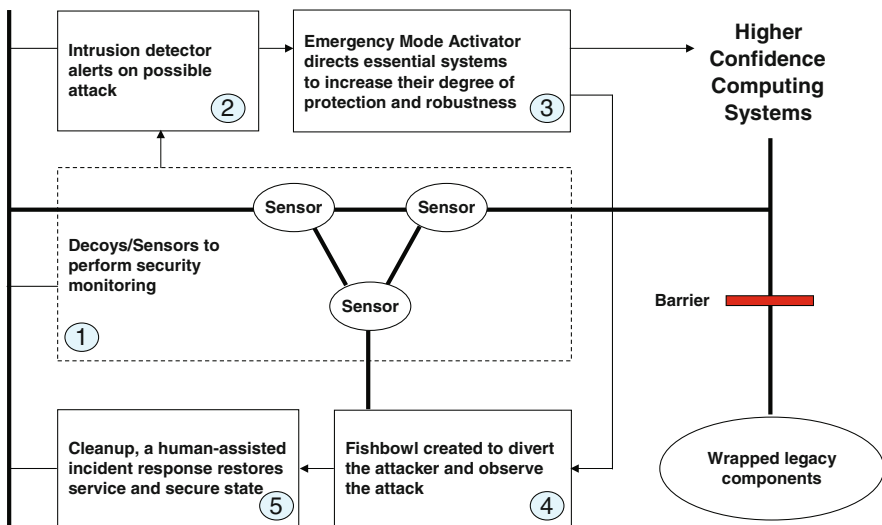 Intrusion detector
alerts on possible
attack
2
Emergency Mode Activator
directs essential systems
to increase their degree of
protection and robustness
3
Higher
Confidence
Computing
Systems
Sensor
Sensor
Decoys/Sensors to
perform security
monitoring
Sensor
1
Barrier
Cleanup, a human-assisted
incident response restores
service and secure state
5
Fishbowl created to divert
the attacker and observe
the attack
4
Wrapped legacy
components